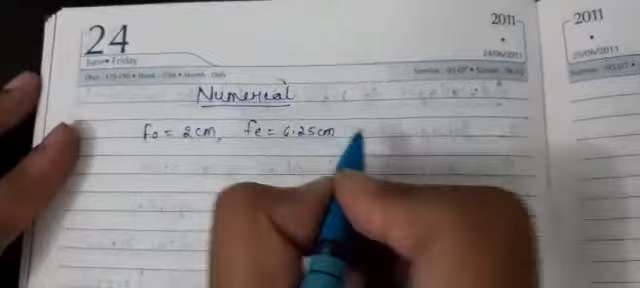 24
2011
June • Friday
24/06/2011
Numerical
fo = 2cm, fe = 6.25cm
2011
25/06/2011